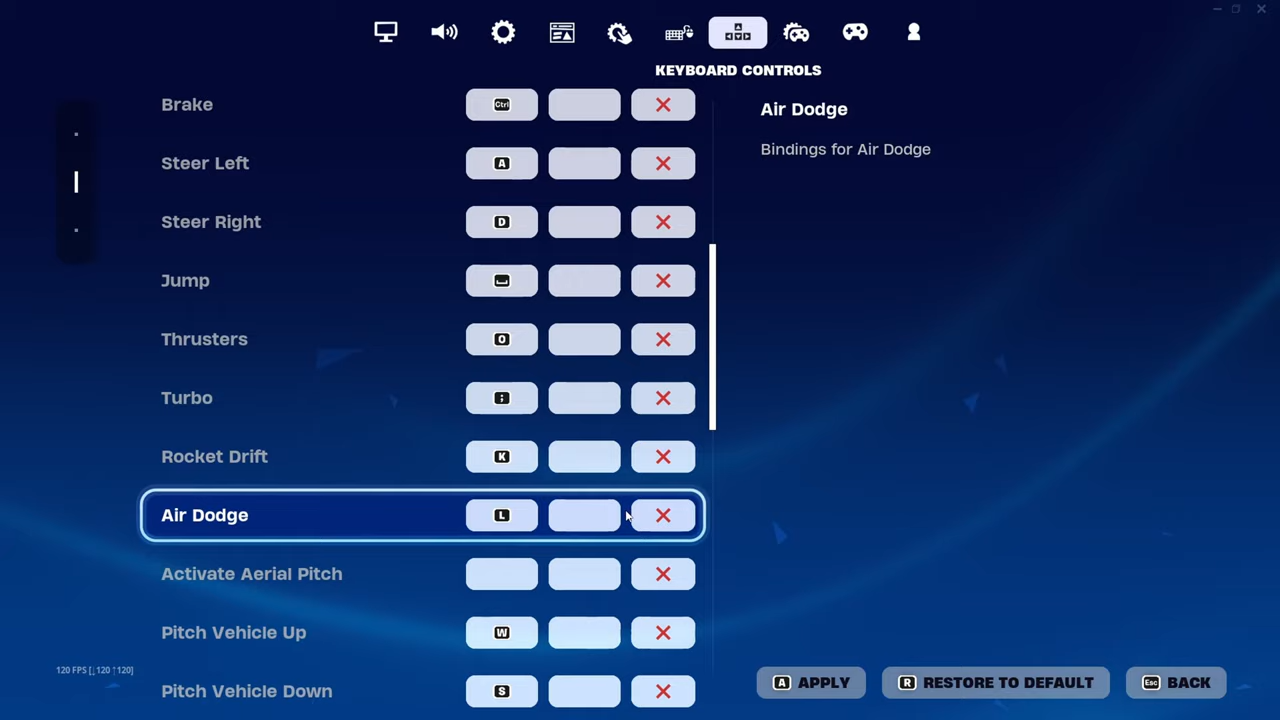 KEYBOARD CONTROLS
Brake Ctrl
Steer Left A
Steer Right D
Jump
Thrusters O
Turbo ;
Rocket Drift K
Air Dodge L
Activate Aerial Pitch
Pitch Vehicle Up W
Pitch Vehicle Down S
Air Dodge
Bindings for Air Dodge
120 FPS [↓120 ↑120]
A APPLY
R RESTORE TO DEFAULT
Esc BACK